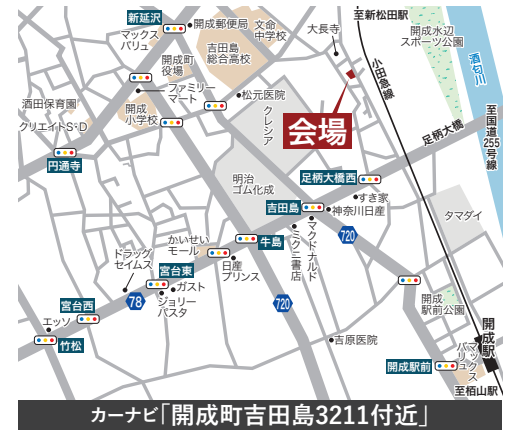 至新松田駅
新延沢
開成郵便局
文命
中学校
大長寺
開成水辺
スポーツ公園
マックス
バリュ
吉田島
総合高校
小田急線
酒匂川
開成町
役場
ファミリー
マート
松元医院
クレシア
至国道255号線
酒田保育園
開成
小学校
クリエイトS・D
会場
足柄大橋
円通寺
明治
ゴム化成
足柄大橋西
すき家
吉田島
神奈川日産
タマダイ
マクドナルド
ミクニ書店
720
かいせい
モール
牛島
ドラッグ
セイムス
日産
プリンス
宮台東
ガスト
78
ジョリー
パスタ
720
宮台西
エッソ
竹松
開成
駅前公園
開成駅
吉原医院
マックス
バリュ
開成駅前
至栢山駅
カーナビ「開成町吉田島3211付近」